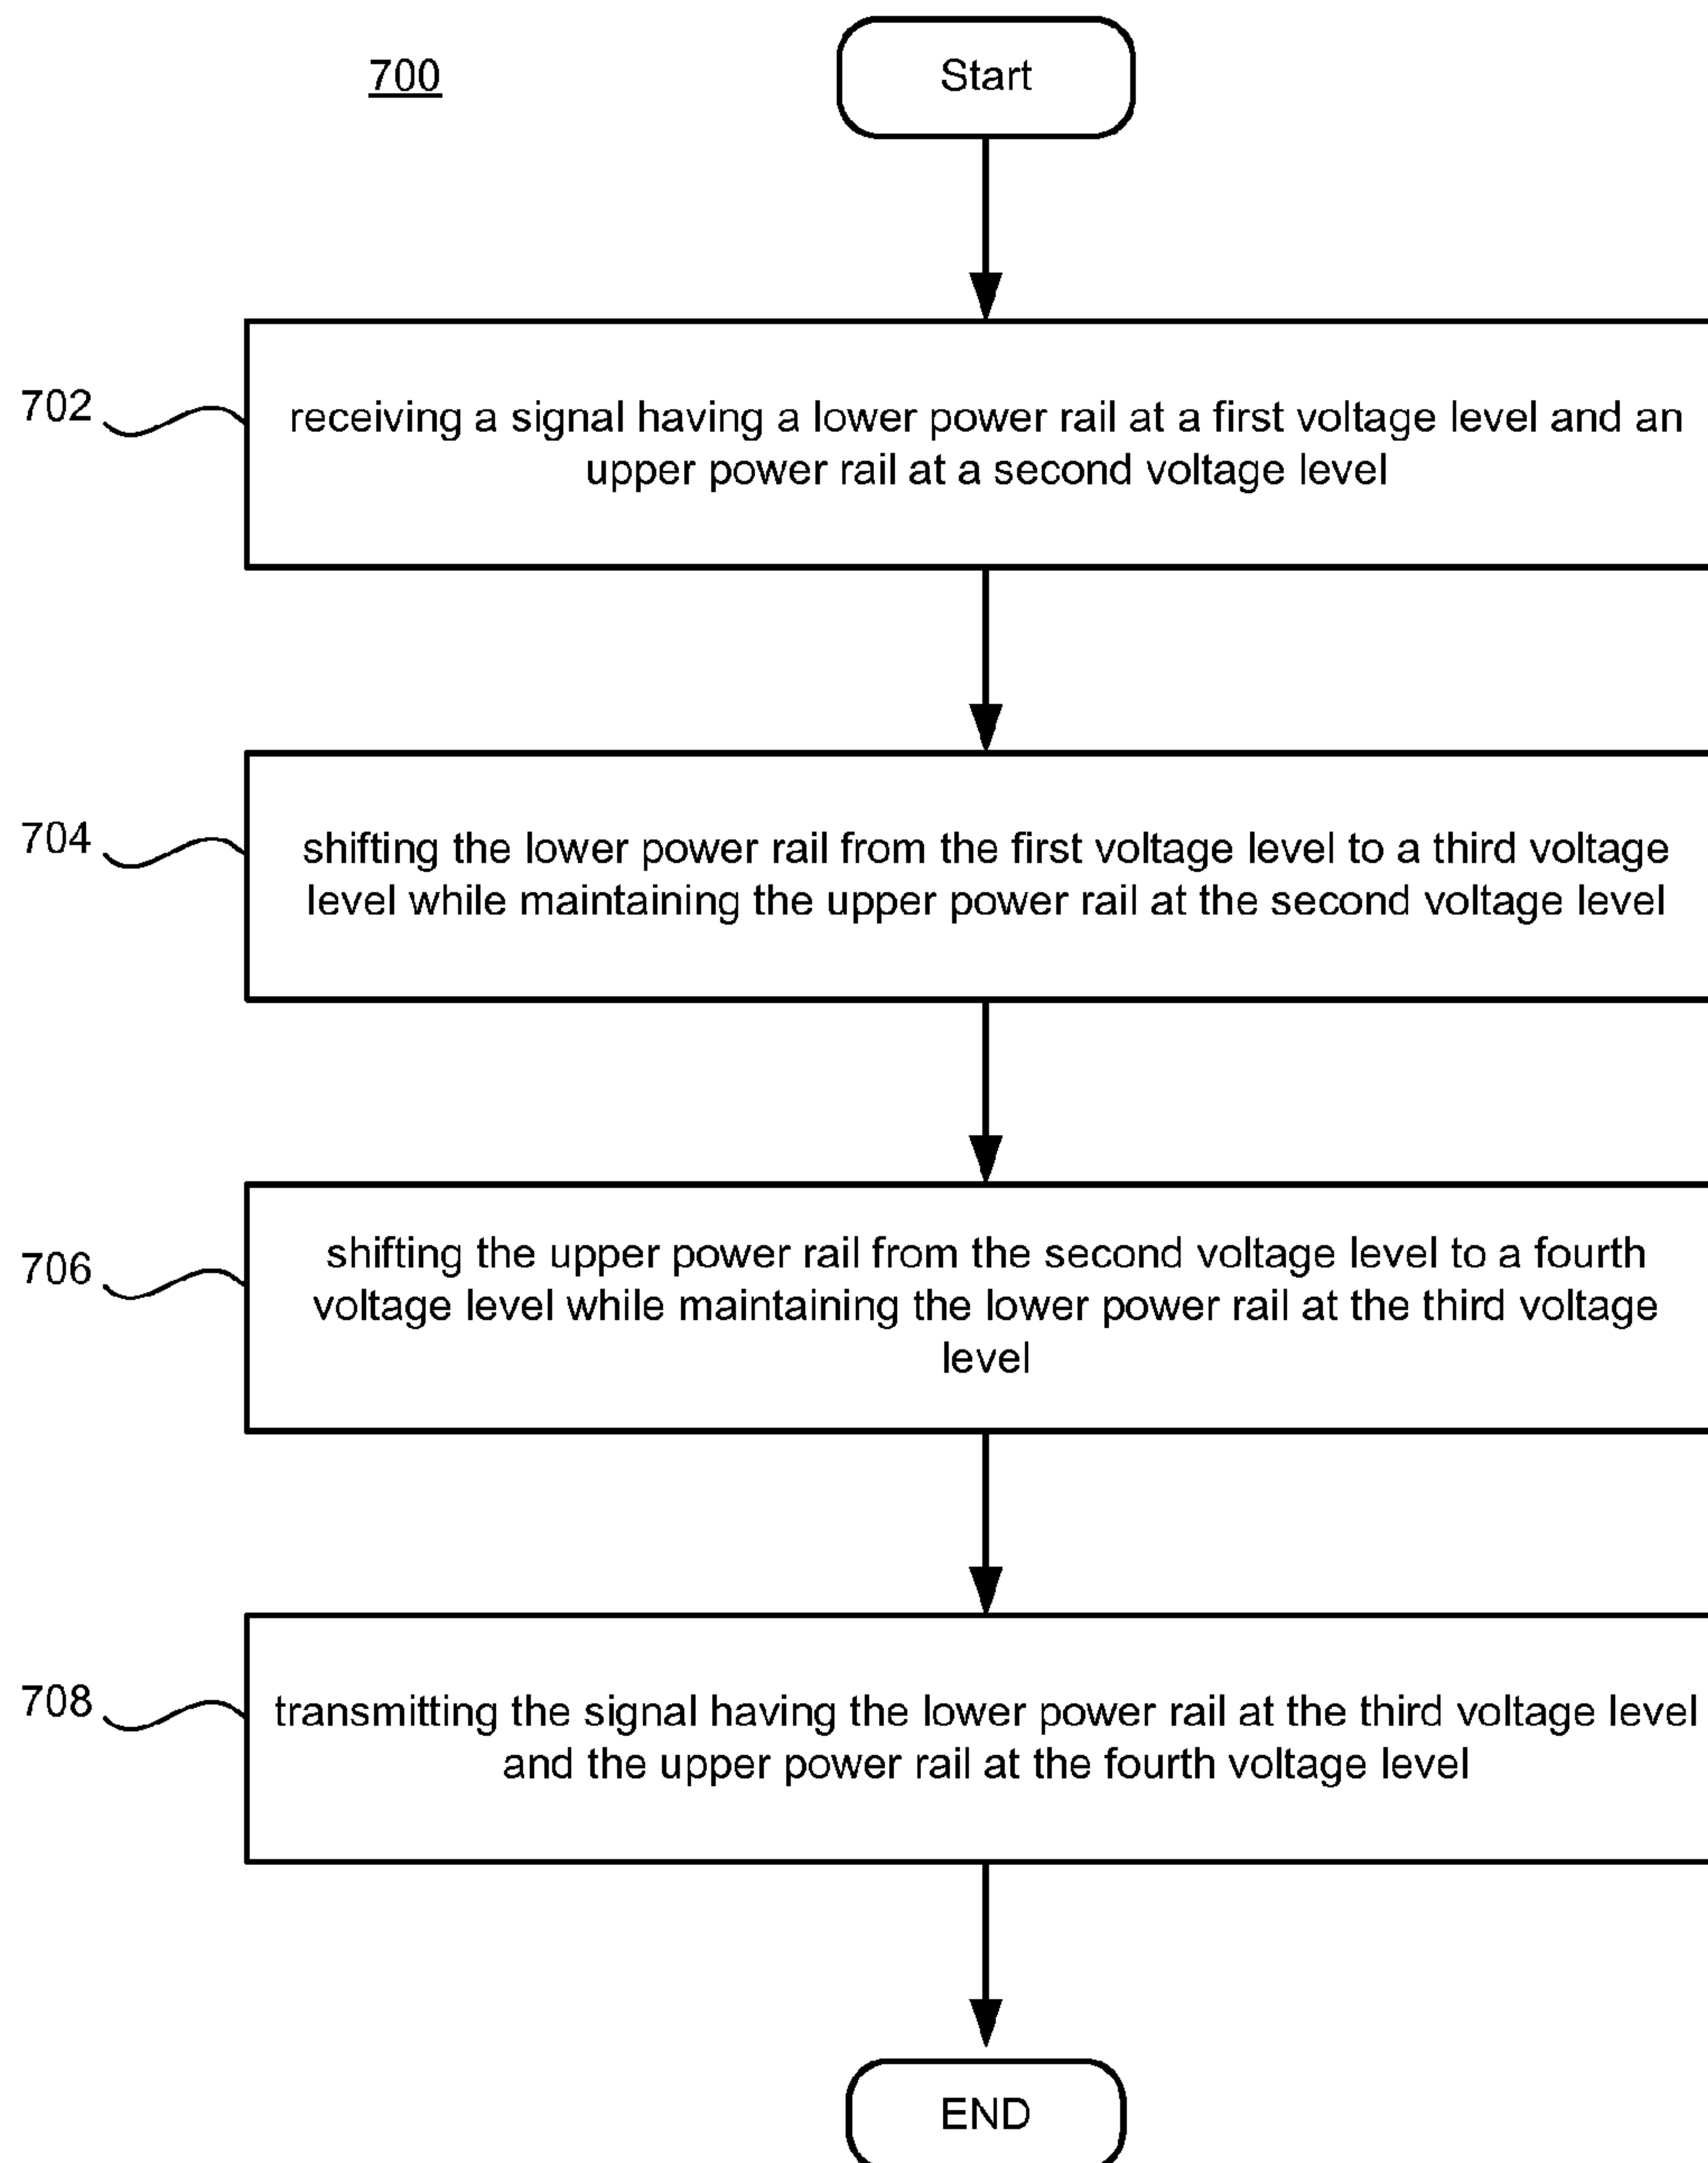 700
Start
702
receiving a signal having a lower power rail at a first voltage level and an
upper power rail at a second voltage level
704
shifting the lower power rail from the first voltage level to a third voltage
level while maintaining the upper power rail at the second voltage level
706
shifting the upper power rail from the second voltage level to a fourth
voltage level while maintaining the lower power rail at the third voltage
level
708
transmitting the signal having the lower power rail at the third voltage level
and the upper power rail at the fourth voltage level
END